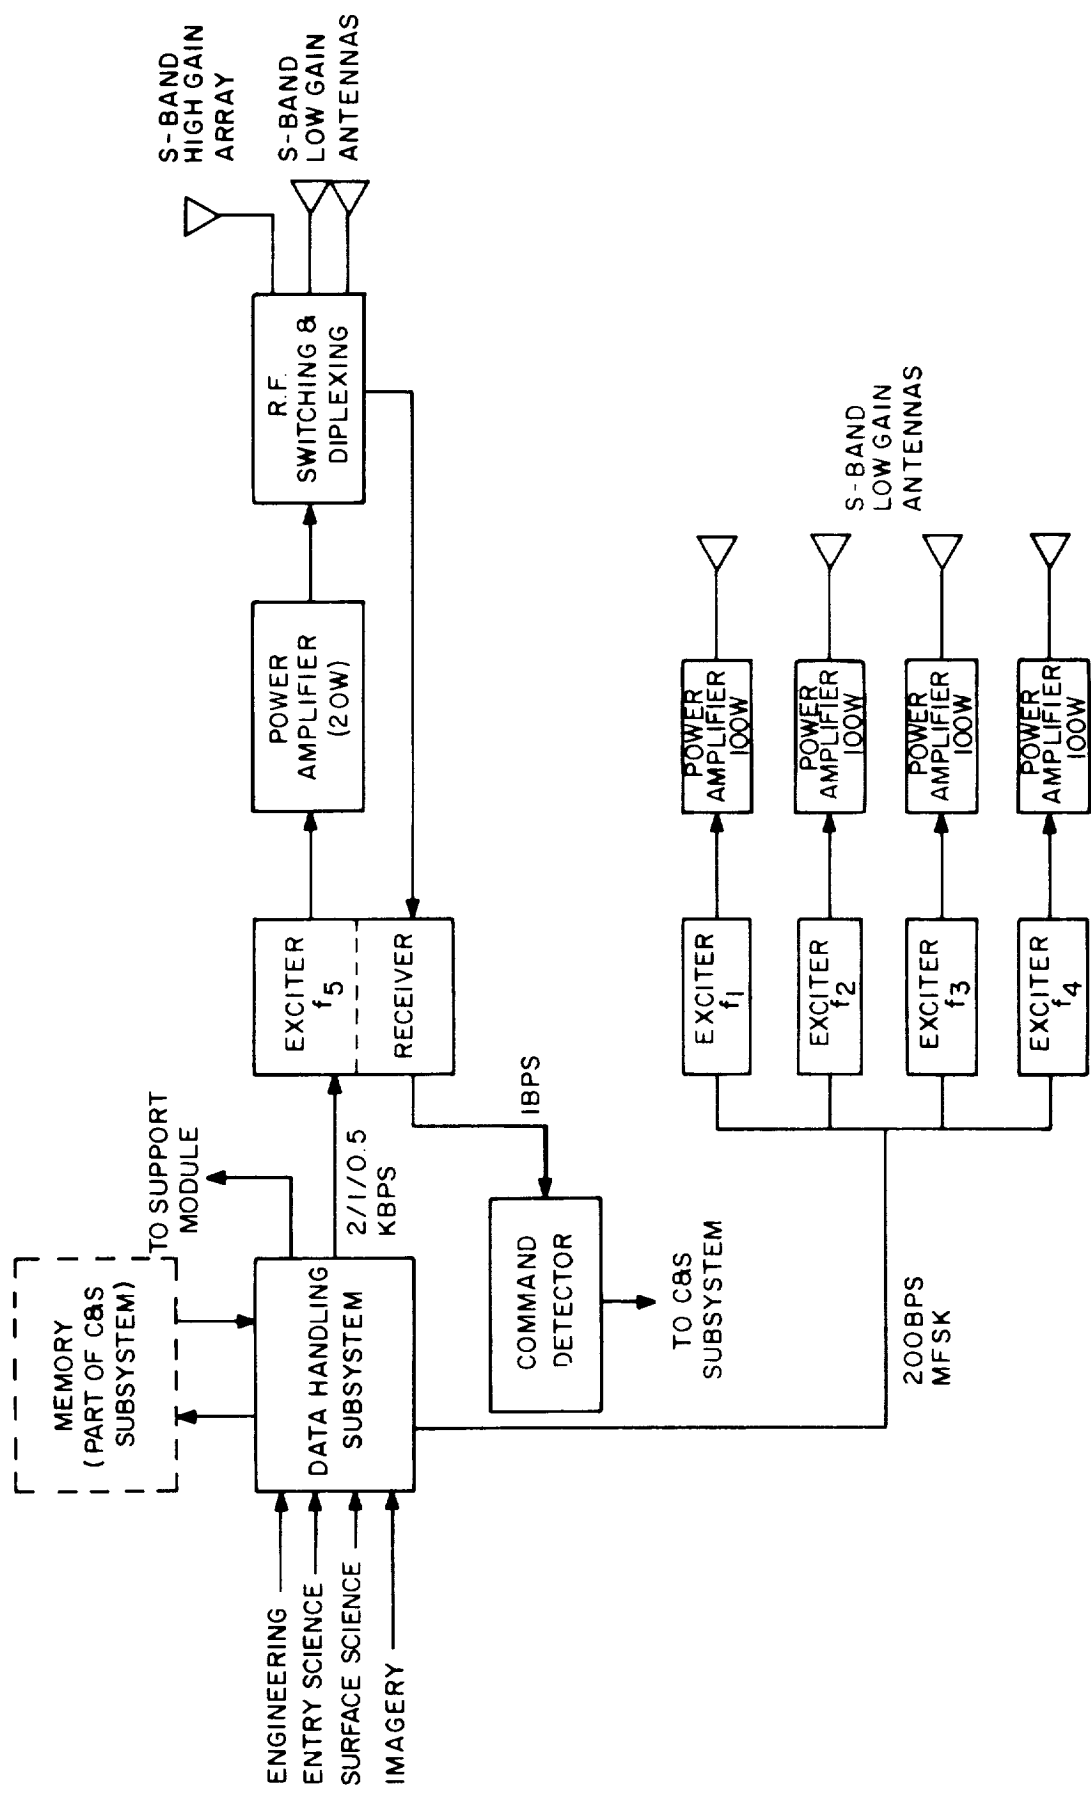 MEMORY
(PART OF C&S
SUBSYSTEM)
TO SUPPORT
MODULE
S-BAND
HIGH GAIN
ARRAY
ENGINEERING
ENTRY SCIENCE
SURFACE SCIENCE
IMAGERY
DATA HANDLING
SUBSYSTEM
2/1/0.5
KBPS
EXCITER
f5
RECEIVER
POWER
AMPLIFIER
(20W)
R.F.
SWITCHING &
DIPLEXING
S-BAND
LOW GAIN
ANTENNAS
COMMAND
DETECTOR
1BPS
TO C&S
SUBSYSTEM
200BPS
MFSK
EXCITER
f1
POWER
AMPLIFIER
100W
EXCITER
f2
POWER
AMPLIFIER
100W
S-BAND
LOW GAIN
ANTENNAS
EXCITER
f3
POWER
AMPLIFIER
100W
EXCITER
f4
POWER
AMPLIFIER
100W